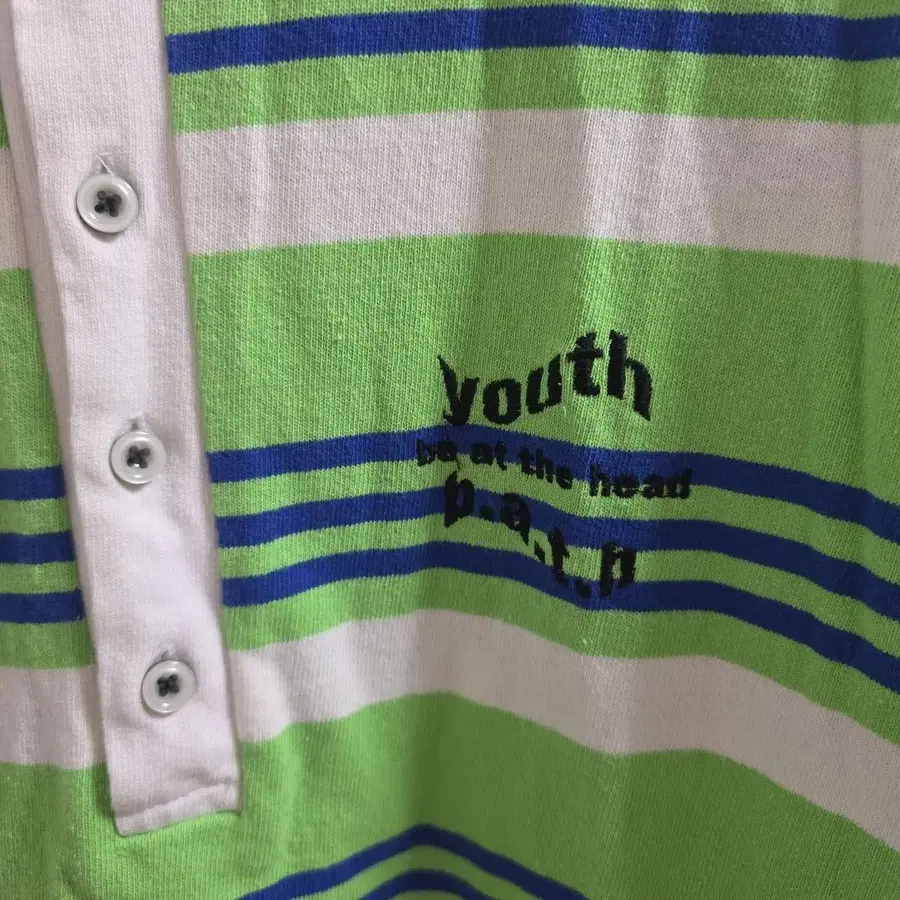 youth
be at the head
p.a.t.h